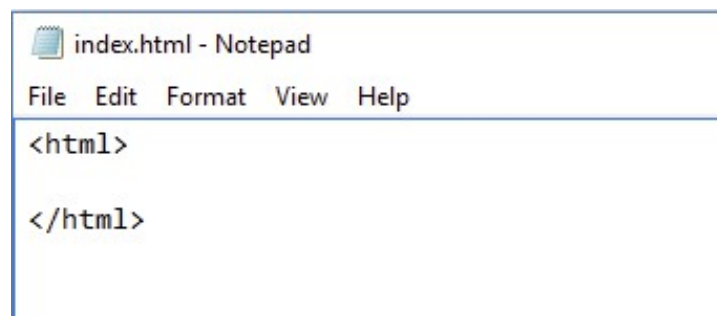 index.html - Notepad
File Edit Format View Help
<html>
</html>